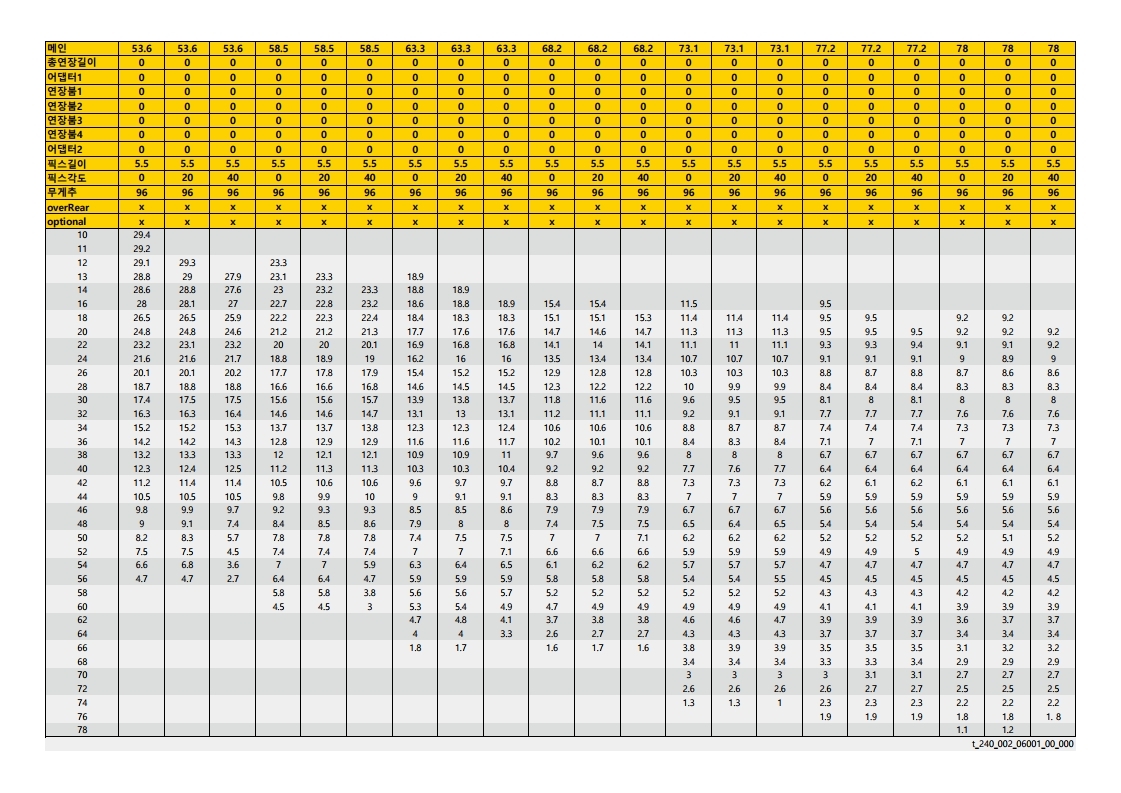 메인 53.6 53.6 53.6 58.5 58.5 58.5 63.3 63.3 63.3 68.2 68.2 68.2 73.1 73.1 73.1 77.2 77.2 77.2 78 78 78
총연장길이 0 0 0 0 0 0 0 0 0 0 0 0 0 0 0 0 0 0 0 0 0
어댑터1 0 0 0 0 0 0 0 0 0 0 0 0 0 0 0 0 0 0 0 0 0
연장붐1 0 0 0 0 0 0 0 0 0 0 0 0 0 0 0 0 0 0 0 0 0
연장붐2 0 0 0 0 0 0 0 0 0 0 0 0 0 0 0 0 0 0 0 0 0
연장붐3 0 0 0 0 0 0 0 0 0 0 0 0 0 0 0 0 0 0 0 0 0
연장붐4 0 0 0 0 0 0 0 0 0 0 0 0 0 0 0 0 0 0 0 0 0
어댑터2 0 0 0 0 0 0 0 0 0 0 0 0 0 0 0 0 0 0 0 0 0
픽스길이 5.5 5.5 5.5 5.5 5.5 5.5 5.5 5.5 5.5 5.5 5.5 5.5 5.5 5.5 5.5 5.5 5.5 5.5 5.5 5.5 5.5
픽스각도 0 20 40 0 20 40 0 20 40 0 20 40 0 20 40 0 20 40 0 20 40
무게추 96 96 96 96 96 96 96 96 96 96 96 96 96 96 96 96 96 96 96 96 96
overRear x x x x x x x x x x x x x x x x x x x x x
optional x x x x x x x x x x x x x x x x x x x x x
10 29.4
11 29.2
12 29.1 29.3 23.3
13 28.8 29 27.9 23.1 23.3 18.9
14 28.6 28.8 27.6 23 23.2 23.3 18.8 18.9
16 28 28.1 27 22.7 22.8 23.2 18.6 18.8 18.9 15.4 15.4 11.5 9.5
18 26.5 26.5 25.9 22.2 22.3 22.4 18.4 18.3 18.3 15.1 15.1 15.3 11.4 11.4 11.4 9.5 9.5 9.2 9.2
20 24.8 24.8 24.6 21.2 21.2 21.3 17.7 17.6 17.6 14.7 14.6 14.7 11.3 11.3 11.3 9.5 9.5 9.5 9.2 9.2 9.2
22 23.2 23.1 23.2 20 20 20.1 16.9 16.8 16.8 14.1 14 14.1 11.1 11 11.1 9.3 9.3 9.4 9.1 9.1 9.2
24 21.6 21.6 21.7 18.8 18.9 19 16.2 16 16 13.5 13.4 13.4 10.7 10.7 10.7 9.1 9.1 9.1 9 8.9 9
26 20.1 20.1 20.2 17.7 17.8 17.9 15.4 15.2 15.2 12.9 12.8 12.8 10.3 10.3 10.3 8.8 8.7 8.8 8.7 8.6 8.6
28 18.7 18.8 18.8 16.6 16.6 16.8 14.6 14.5 14.5 12.3 12.2 12.2 10 9.9 9.9 8.4 8.4 8.4 8.3 8.3 8.3
30 17.4 17.5 17.5 15.6 15.6 15.7 13.9 13.8 13.7 11.8 11.6 11.6 9.6 9.5 9.5 8.1 8 8.1 8 8 8
32 16.3 16.3 16.4 14.6 14.6 14.7 13.1 13 13.1 11.2 11.1 11.1 9.2 9.1 9.1 7.7 7.7 7.7 7.6 7.6 7.6
34 15.2 15.2 15.3 13.7 13.7 13.8 12.3 12.3 12.4 10.6 10.6 10.6 8.8 8.7 8.7 7.4 7.4 7.4 7.3 7.3 7.3
36 14.2 14.2 14.3 12.8 12.9 12.9 11.6 11.6 11.7 10.2 10.1 10.1 8.4 8.3 8.4 7.1 7 7.1 7 7 7
38 13.2 13.3 13.3 12 12.1 12.1 10.9 10.9 11 9.7 9.6 9.6 8 8 8 6.7 6.7 6.7 6.7 6.7 6.7
40 12.3 12.4 12.5 11.2 11.3 11.3 10.3 10.3 10.4 9.2 9.2 9.2 7.7 7.6 7.7 6.4 6.4 6.4 6.4 6.4 6.4
42 11.2 11.4 11.4 10.5 10.6 10.6 9.6 9.7 9.7 8.8 8.7 8.8 7.3 7.3 7.3 6.2 6.1 6.2 6.1 6.1 6.1
44 10.5 10.5 10.5 9.8 9.9 10 9 9.1 9.1 8.3 8.3 8.3 7 7 7 5.9 5.9 5.9 5.9 5.9 5.9
46 9.8 9.9 9.7 9.2 9.3 9.3 8.5 8.5 8.6 7.9 7.9 7.9 6.7 6.7 6.7 5.6 5.6 5.6 5.6 5.6 5.6
48 9 9.1 7.4 8.4 8.5 8.6 7.9 8 8 7.4 7.5 7.5 6.5 6.4 6.5 5.4 5.4 5.4 5.4 5.4 5.4
50 8.2 8.3 5.7 7.8 7.8 7.8 7.4 7.5 7.5 7 7 7.1 6.2 6.2 6.2 5.2 5.2 5.2 5.2 5.1 5.2
52 7.5 7.5 4.5 7.4 7.4 7.4 7 7 7.1 6.6 6.6 6.6 5.9 5.9 5.9 4.9 4.9 5 4.9 4.9 4.9
54 6.6 6.8 3.6 7 7 5.9 6.3 6.4 6.5 6.1 6.2 6.2 5.7 5.7 5.7 4.7 4.7 4.7 4.7 4.7 4.7
56 4.7 4.7 2.7 6.4 6.4 4.7 5.9 5.9 5.9 5.8 5.8 5.8 5.4 5.4 5.5 4.5 4.5 4.5 4.5 4.5 4.5
58 5.8 5.8 3.8 5.6 5.6 5.7 5.2 5.2 5.2 5.2 5.2 5.2 4.3 4.3 4.3 4.2 4.2 4.2
60 4.5 4.5 3 5.3 5.4 4.9 4.7 4.9 4.9 4.9 4.9 4.9 4.1 4.1 4.1 3.9 3.9 3.9
62 4.7 4.8 4.1 3.7 3.8 3.8 4.6 4.6 4.7 3.9 3.9 3.9 3.6 3.7 3.7
64 4 4 3.3 2.6 2.7 2.7 4.3 4.3 4.3 3.7 3.7 3.7 3.4 3.4 3.4
66 1.8 1.7 1.6 1.7 1.6 3.8 3.9 3.9 3.5 3.5 3.5 3.1 3.2 3.2
68 3.4 3.4 3.4 3.3 3.3 3.4 2.9 2.9 2.9
70 3 3 3 3 3.1 3.1 2.7 2.7 2.7
72 2.6 2.6 2.6 2.6 2.7 2.7 2.5 2.5 2.5
74 1.3 1.3 1 2.3 2.3 2.3 2.2 2.2 2.2
76 1.9 1.9 1.9 1.8 1.8 1. 8
78 1.1 1.2
t_240_002_06001_00_000